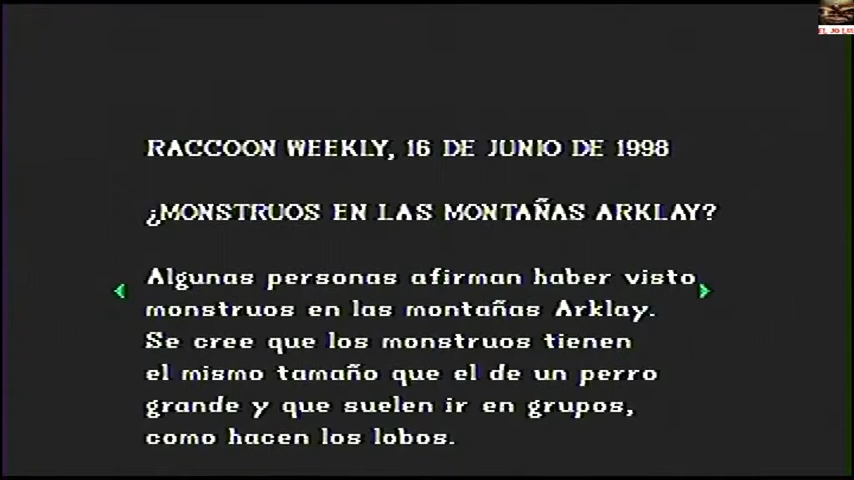 RACCOON WEEKLY, 16 DE JUNIO DE 1998
¿MONSTRUOS EN LAS MONTAÑAS ARKLAY?
Algunas personas afirman haber visto
monstruos en las montañas Arklay.
Se cree que los monstruos tienen
el mismo tamaño que el de un perro
grande y que suelen ir en grupos,
como hacen los lobos.